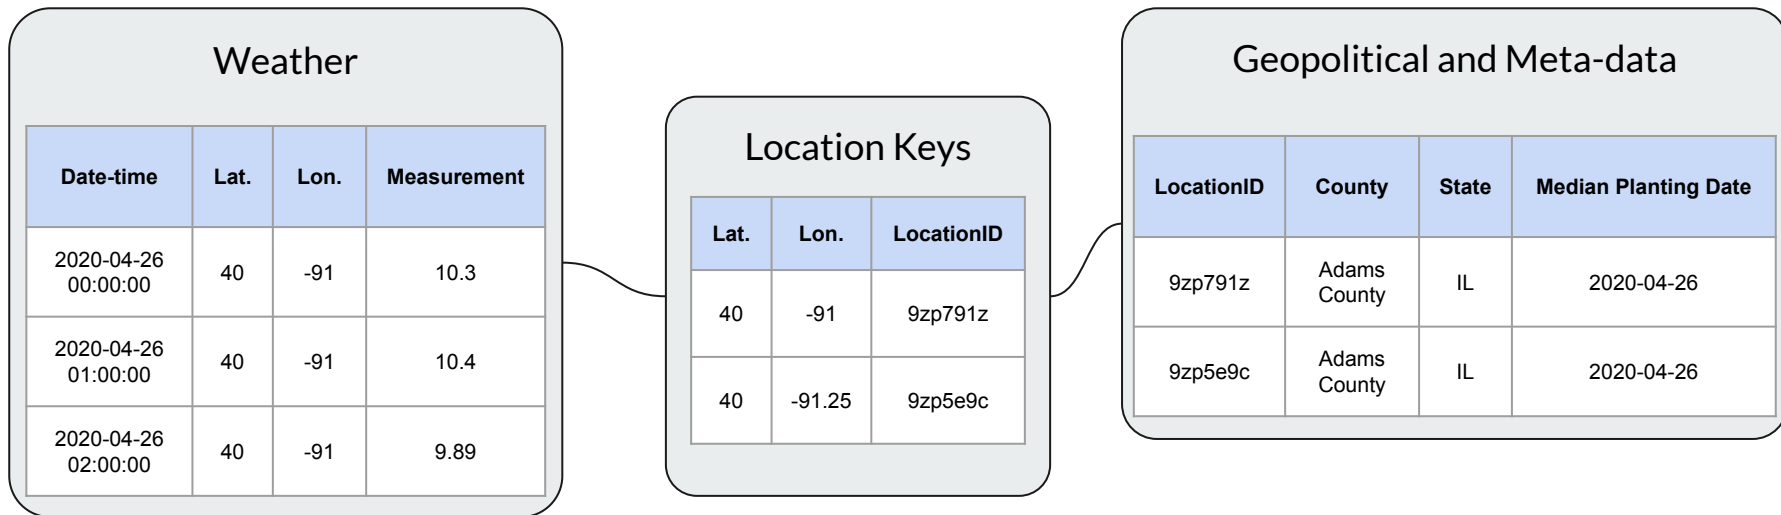 Weather
Date-time Lat. Lon. Measurement
2020-04-26
00:00:00 40 -91 10.3
2020-04-26
01:00:00 40 -91 10.4
2020-04-26
02:00:00 40 -91 9.89
Location Keys
Lat. Lon. LocationID
40 -91 9zp791z
40 -91.25 9zp5e9c
Geopolitical and Meta-data
LocationID County State Median Planting Date
9zp791z Adams
County IL 2020-04-26
9zp5e9c Adams
County IL 2020-04-26